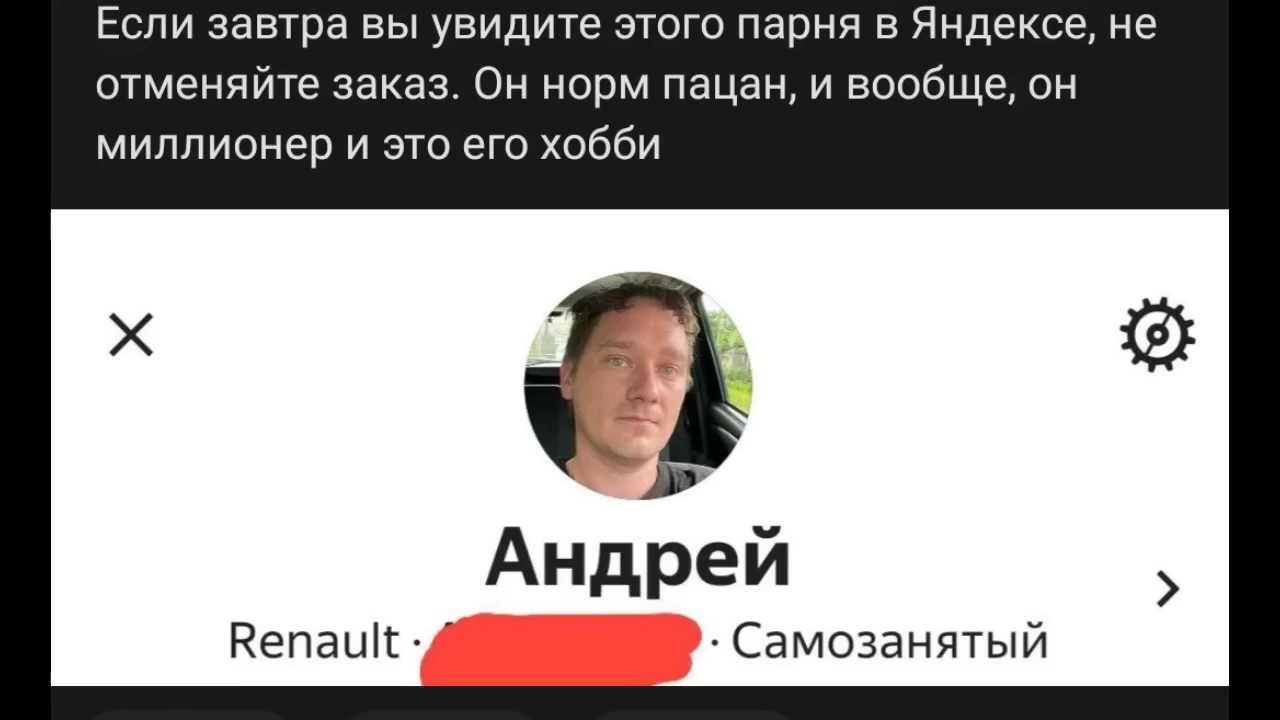 Если завтра вы увидите этого парня в Яндексе, не
отменяйте заказ. Он норм пацан, и вообще, он
миллионер и это его хобби
Андрей
Renault · · Самозанятый